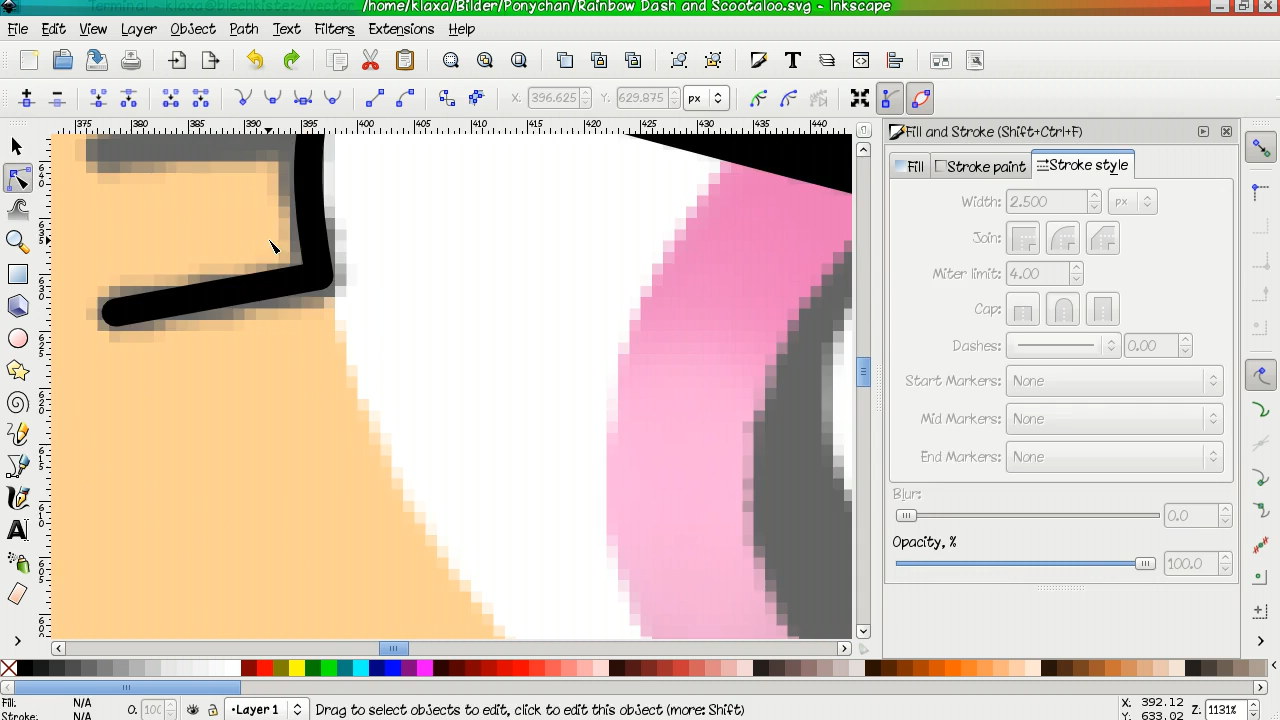 /home/klaxa/Bilder/Ponychan/Rainbow Dash and Scootaloo.svg - Inkscape
File Edit View Layer Object Path Text Filters Extensions Help
X: 396.625 Y: 629.875 px
375 380 385 390 395 400 405 410 415 420 425 430 435 440
Fill and Stroke (Shift+Ctrl+F)
Fill Stroke paint Stroke style
Width: 2.500 px
Join:
Miter limit: 4.00
Cap:
Dashes: 0.00
Start Markers: None
Mid Markers: None
End Markers: None
Blur:
0.0
Opacity, %
100.0
Fill: N/A
Stroke: N/A
O: 100
•Layer 1
Drag to select objects to edit, click to edit this object (more: Shift)
X: 392.12
Y: 633.02
Z: 1131%